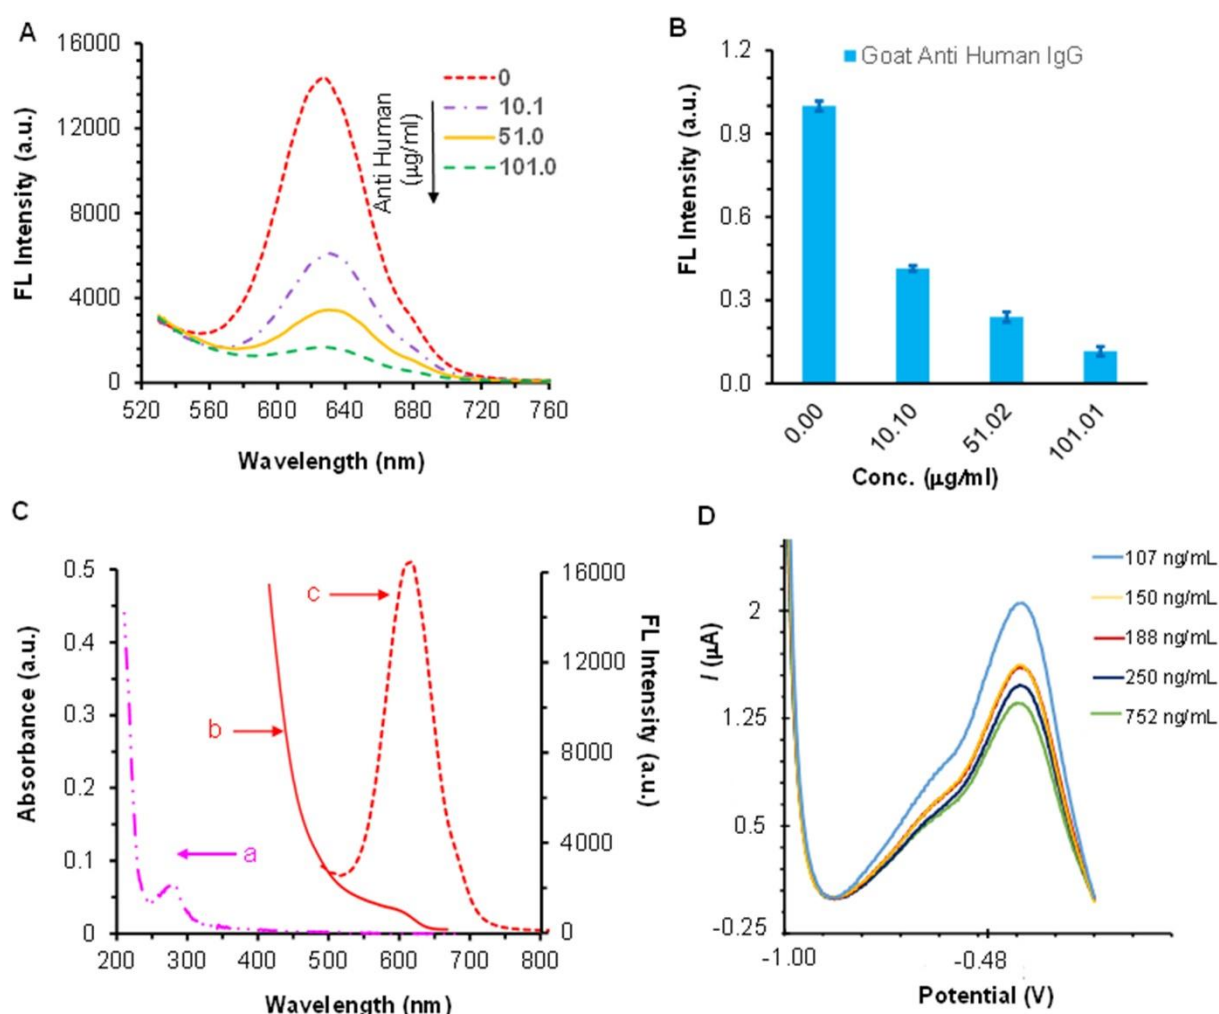 A
16000
12000
8000
4000
0
FL Intensity (a.u.)
520 560 600 640 680 720 760
Wavelength (nm)
Anti Human
(μg/ml)
0
10.1
51.0
101.0
B
1.2
0.9
0.6
0.3
0.0
FL Intensity (a.u.)
Goat Anti Human IgG
0.00 10.10 51.02 101.01
Conc. (μg/ml)
C
0.5
0.4
0.3
0.2
0.1
0
Absorbance (a.u.)
a
b
c
16000
12000
8000
4000
0
FL Intensity (a.u.)
200 300 400 500 600 700 800
Wavelength (nm)
D
2
1.25
0.5
-0.25
I (μA)
107 ng/mL
150 ng/mL
188 ng/mL
250 ng/mL
752 ng/mL
-1.00 -0.48
Potential (V)